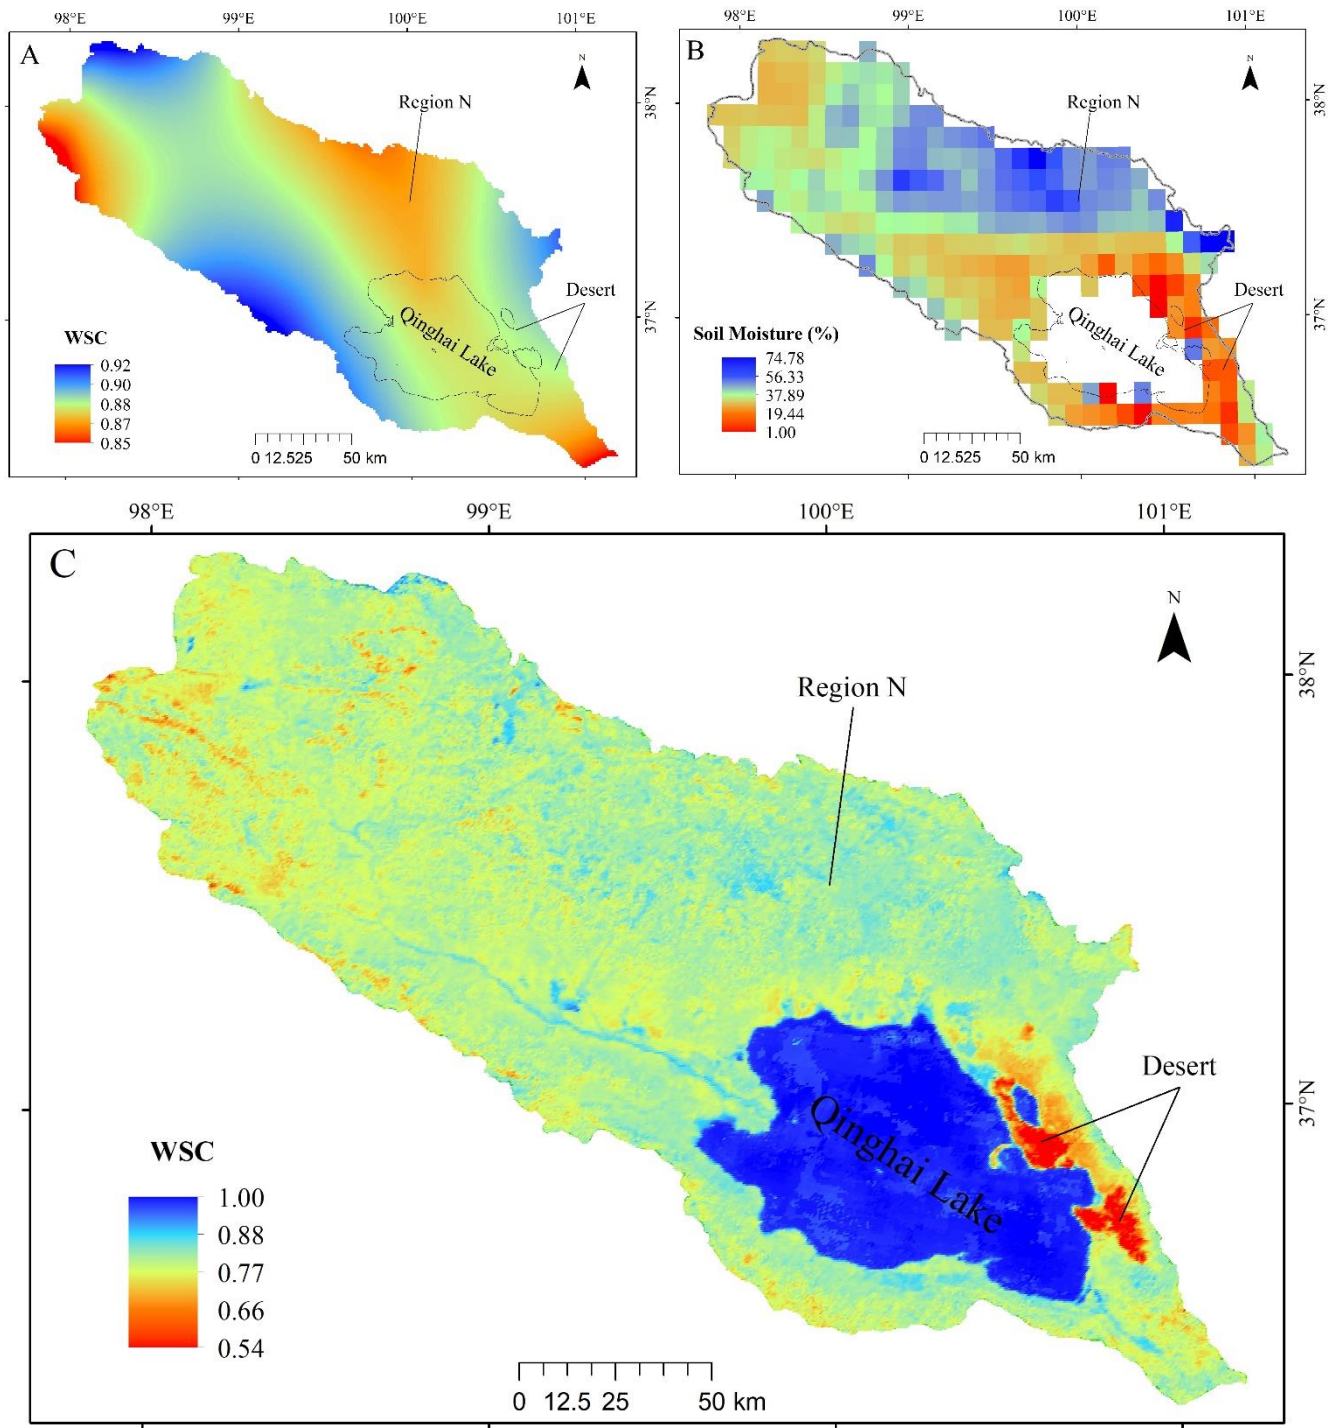 98°E 99°E 100°E 101°E
A
N
Region N
38°N
Desert
37°N
Qinghai Lake
WSC
0.92
0.90
0.88
0.87
0.85
0 12.525 50 km
98°E 99°E 100°E 101°E
B
N
Region N
38°N
Desert
37°N
Qinghai Lake
Soil Moisture (%)
74.78
56.33
37.89
19.44
1.00
0 12.525 50 km
98°E 99°E 100°E 101°E
C
N
38°N
Region N
Desert
37°N
Qinghai Lake
WSC
1.00
0.88
0.77
0.66
0.54
0 12.5 25 50 km